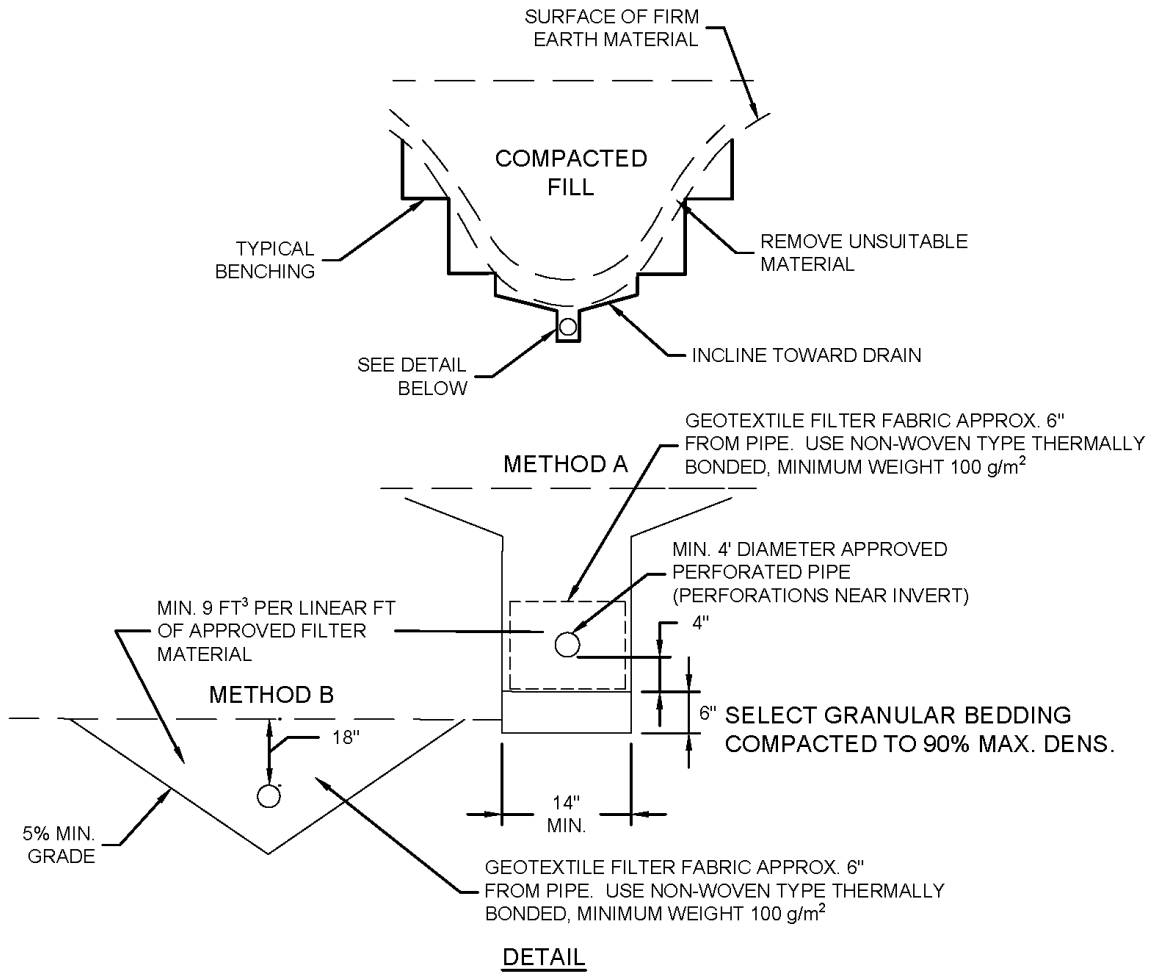 SURFACE OF FIRM
EARTH MATERIAL
COMPACTED
FILL
TYPICAL
BENCHING
REMOVE UNSUITABLE
MATERIAL
SEE DETAIL
BELOW
INCLINE TOWARD DRAIN
GEOTEXTILE FILTER FABRIC APPROX. 6"
FROM PIPE. USE NON-WOVEN TYPE THERMALLY
BONDED, MINIMUM WEIGHT 100 g/m²
METHOD A
MIN. 4' DIAMETER APPROVED
PERFORATED PIPE
(PERFORATIONS NEAR INVERT)
4"
MIN. 9 FT³ PER LINEAR FT
OF APPROVED FILTER
MATERIAL
METHOD B
18"
6"
SELECT GRANULAR BEDDING
COMPACTED TO 90% MAX. DENS.
14"
MIN.
5% MIN.
GRADE
GEOTEXTILE FILTER FABRIC APPROX. 6"
FROM PIPE. USE NON-WOVEN TYPE THERMALLY
BONDED, MINIMUM WEIGHT 100 g/m²
DETAIL